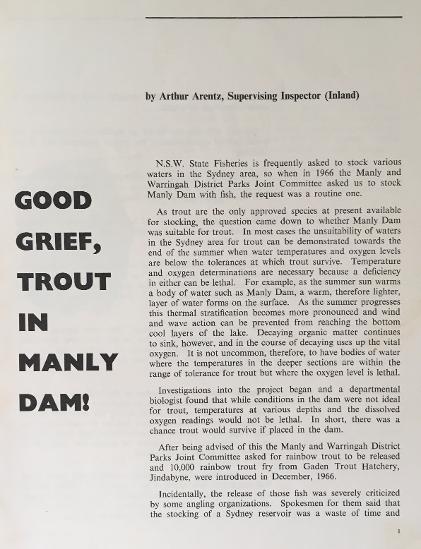 by Arthur Arentz, Supervising Inspector (Inland)
GOOD
GRIEF,
TROUT
IN
MANLY
DAM!
N.S.W. State Fisheries is frequently asked to stock various
waters in the Sydney area, so when in 1966 the Manly and
Warringah District Parks Joint Committee asked us to stock
Manly Dam with fish, the request was a routine one.
As trout are the only approved species at present available
for stocking, the question came down to whether Manly Dam
was suitable for trout. In most cases the unsuitability of waters
in the Sydney area for trout can be demonstrated towards the
end of the summer when water temperatures and oxygen levels
are below the tolerances at which trout survive. Temperature
and oxygen determinations are necessary because a deficiency
in either can be lethal. For example, as the summer sun warms
a body of water such as Manly Dam, a warm, therefore lighter,
layer of water forms on the surface. As the summer progresses
this thermal stratification becomes more pronounced and wind
and wave action can be prevented from reaching the bottom
cool layers of the lake. Decaying organic matter continues
to sink, however, and in the course of decaying uses up the vital
oxygen. It is not uncommon, therefore, to have bodies of water
where the temperatures in the deeper sections are within the
range of tolerance for trout but where the oxygen level is lethal.
Investigations into the project began and a departmental
biologist found that while conditions in the dam were not ideal
for trout, temperatures at various depths and the dissolved
oxygen readings would not be lethal. In short, there was a
chance trout would survive if placed in the dam.
After being advised of this the Manly and Warringah District
Parks Joint Committee asked for rainbow trout to be released
and 10,000 rainbow trout fry from Gaden Trout Hatchery,
Jindabyne, were introduced in December, 1966.
Incidentally, the release of those fish was severely criticized
by some angling organizations. Spokesmen for them said that
the stocking of a Sydney reservoir was a waste of time and